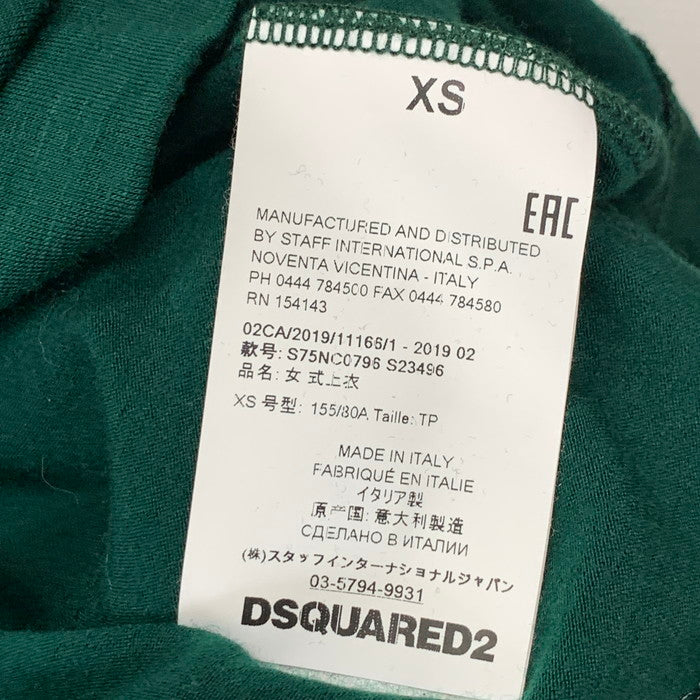 XS
EAC
MANUFACTURED AND DISTRIBUTED
BY STAFF INTERNATIONAL S.P.A.
NOVENTA VICENTINA - ITALY
PH 0444 784500 FAX 0444 784580
RN 154143
02CA/2019/11166/1 - 2019 02
款号: S75NC0796 S23496
品名: 女式上衣
XS 号型: 155/80A Taille: TP
MADE IN ITALY
FABRIQUÉ EN ITALIE
イタリア製
原产国: 意大利製造
СДЕЛАНО В ИТАЛИИ
(株)スタッフインターナショナルジャパン
03-5794-9931
DSQUARED2